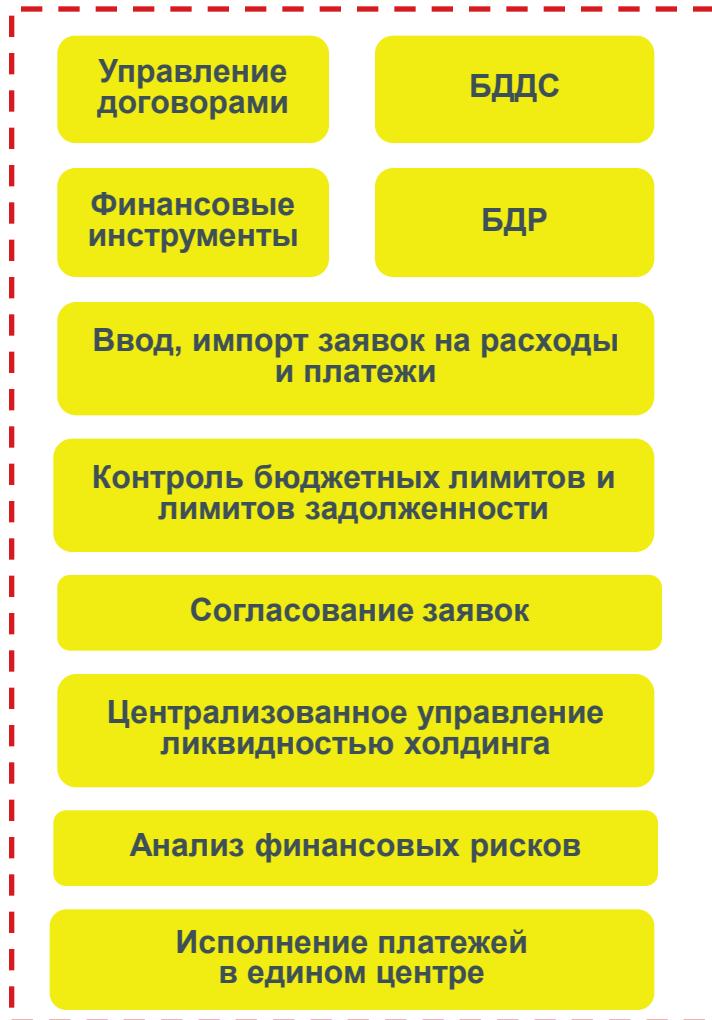 Управление
договорами
БДДС
Финансовые
инструменты
БДР
Ввод, импорт заявок на расходы
и платежи
Контроль бюджетных лимитов и
лимитов задолженности
Согласование заявок
Централизованное управление
ликвидностью холдинга
Анализ финансовых рисков
Исполнение платежей
в едином центре